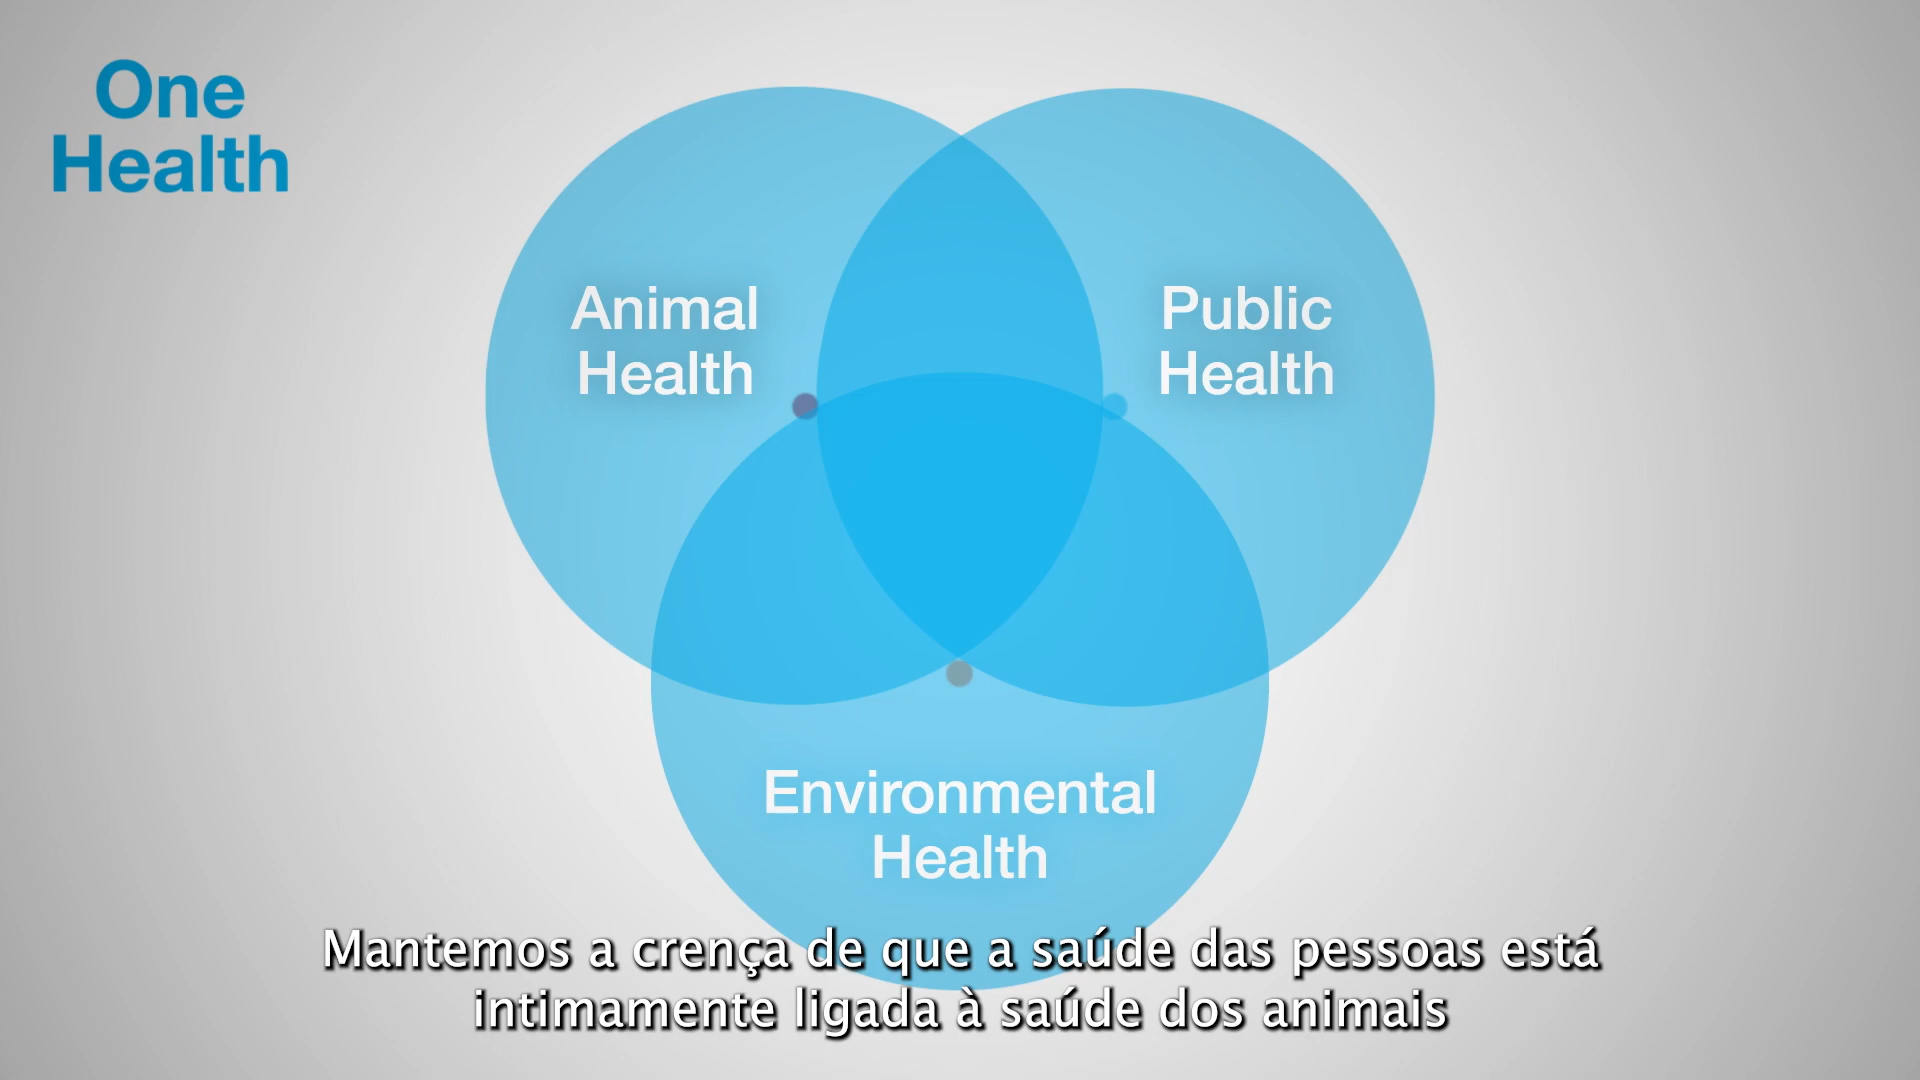 One
Health
Animal
Health
Public
Health
Environmental
Health
Mantemos a crença de que a saúde das pessoas está
intimamente ligada à saúde dos animais